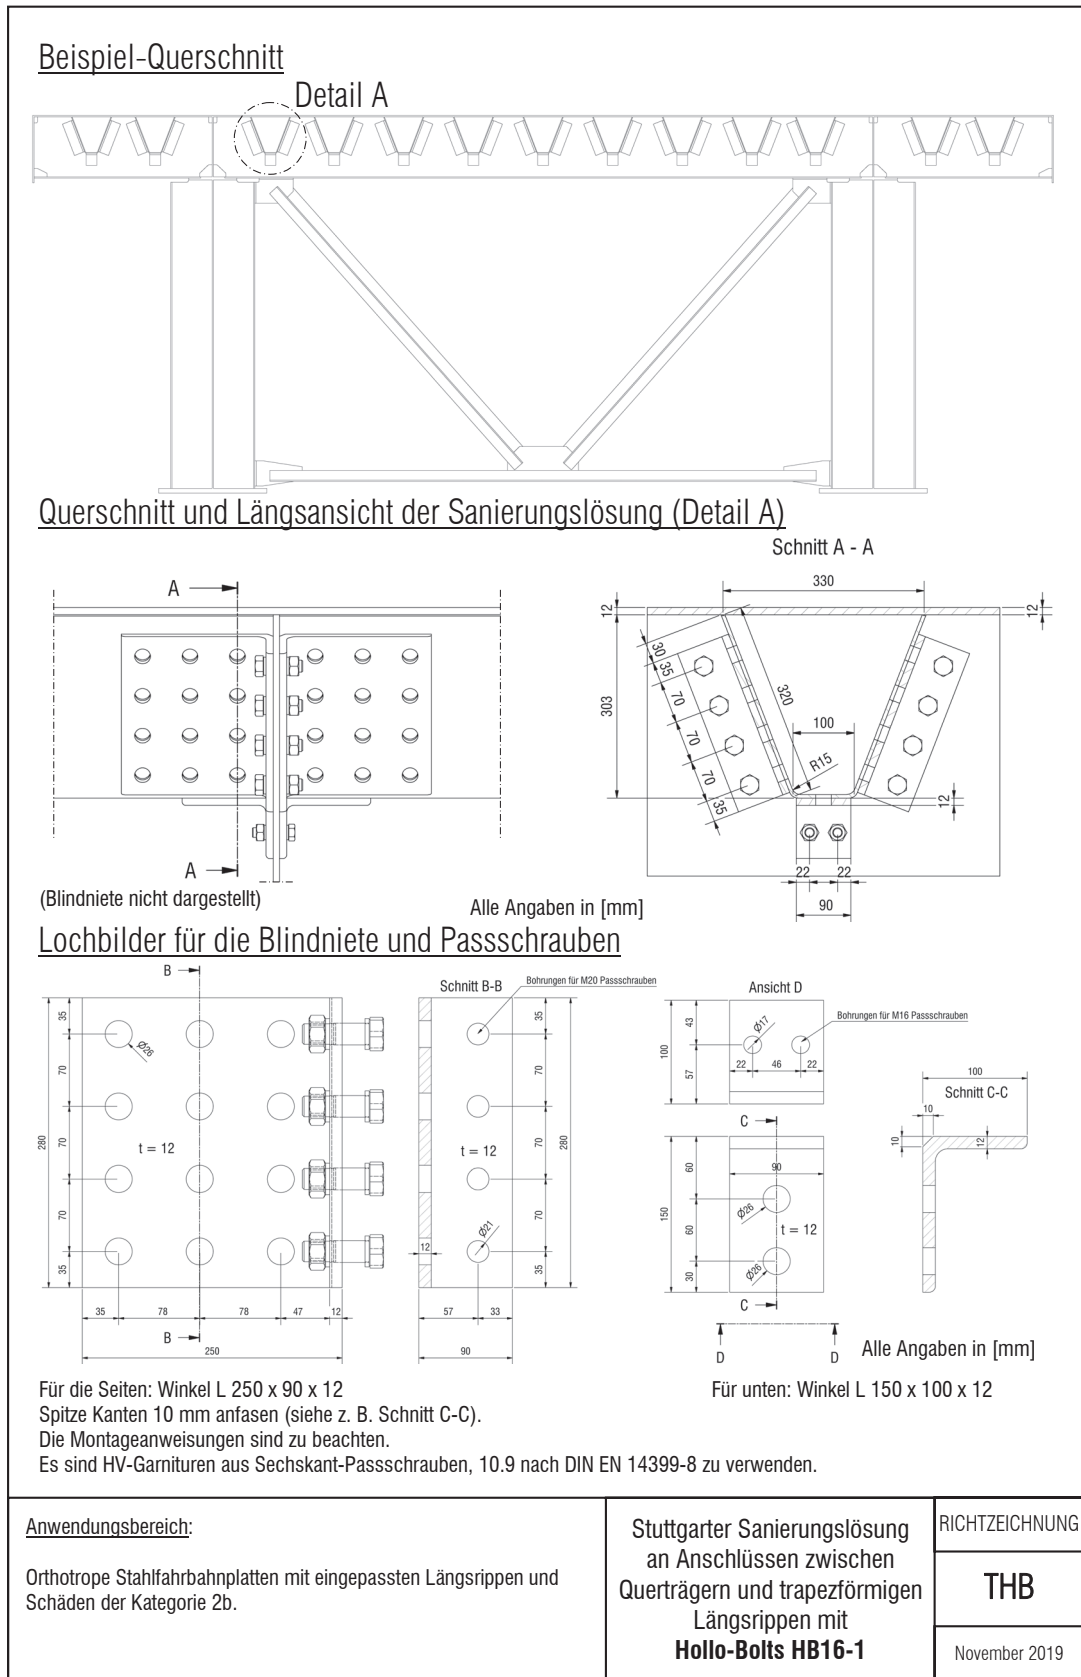 Beispiel-Querschnitt
Detail A
Querschnitt und Längsansicht der Sanierungslösung (Detail A)
Schnitt A - A
A
A
(Blindniete nicht dargestellt)
330
12
12
303
30
35
70
70
70
35
320
100
R15
12
22
22
90
Alle Angaben in [mm]
Lochbilder für die Blindniete und Passschrauben
B
35
70
70
70
35
280
Ø26
t = 12
35
78
78
47
12
B
250
Schnitt B-B
Bohrungen für M20 Passschrauben
35
70
70
70
35
280
t = 12
Ø21
12
57
33
90
Ansicht D
Bohrungen für M16 Passschrauben
43
57
100
Ø17
22
46
22
C
90
60
60
30
150
Ø26
t = 12
Ø26
C
D
D
100
Schnitt C-C
10
10
12
Alle Angaben in [mm]
Für die Seiten: Winkel L 250 x 90 x 12
Für unten: Winkel L 150 x 100 x 12
Spitze Kanten 10 mm anfasen (siehe z. B. Schnitt C-C).
Die Montageanweisungen sind zu beachten.
Es sind HV-Garnituren aus Sechskant-Passschrauben, 10.9 nach DIN EN 14399-8 zu verwenden.
Anwendungsbereich:
Orthotrope Stahlfahrbahnplatten mit eingepassten Längsrippen und
Schäden der Kategorie 2b.
Stuttgarter Sanierungslösung
an Anschlüssen zwischen
Querträgern und trapezförmigen
Längsrippen mit
Hollo-Bolts HB16-1
RICHTZEICHNUNG
THB
November 2019